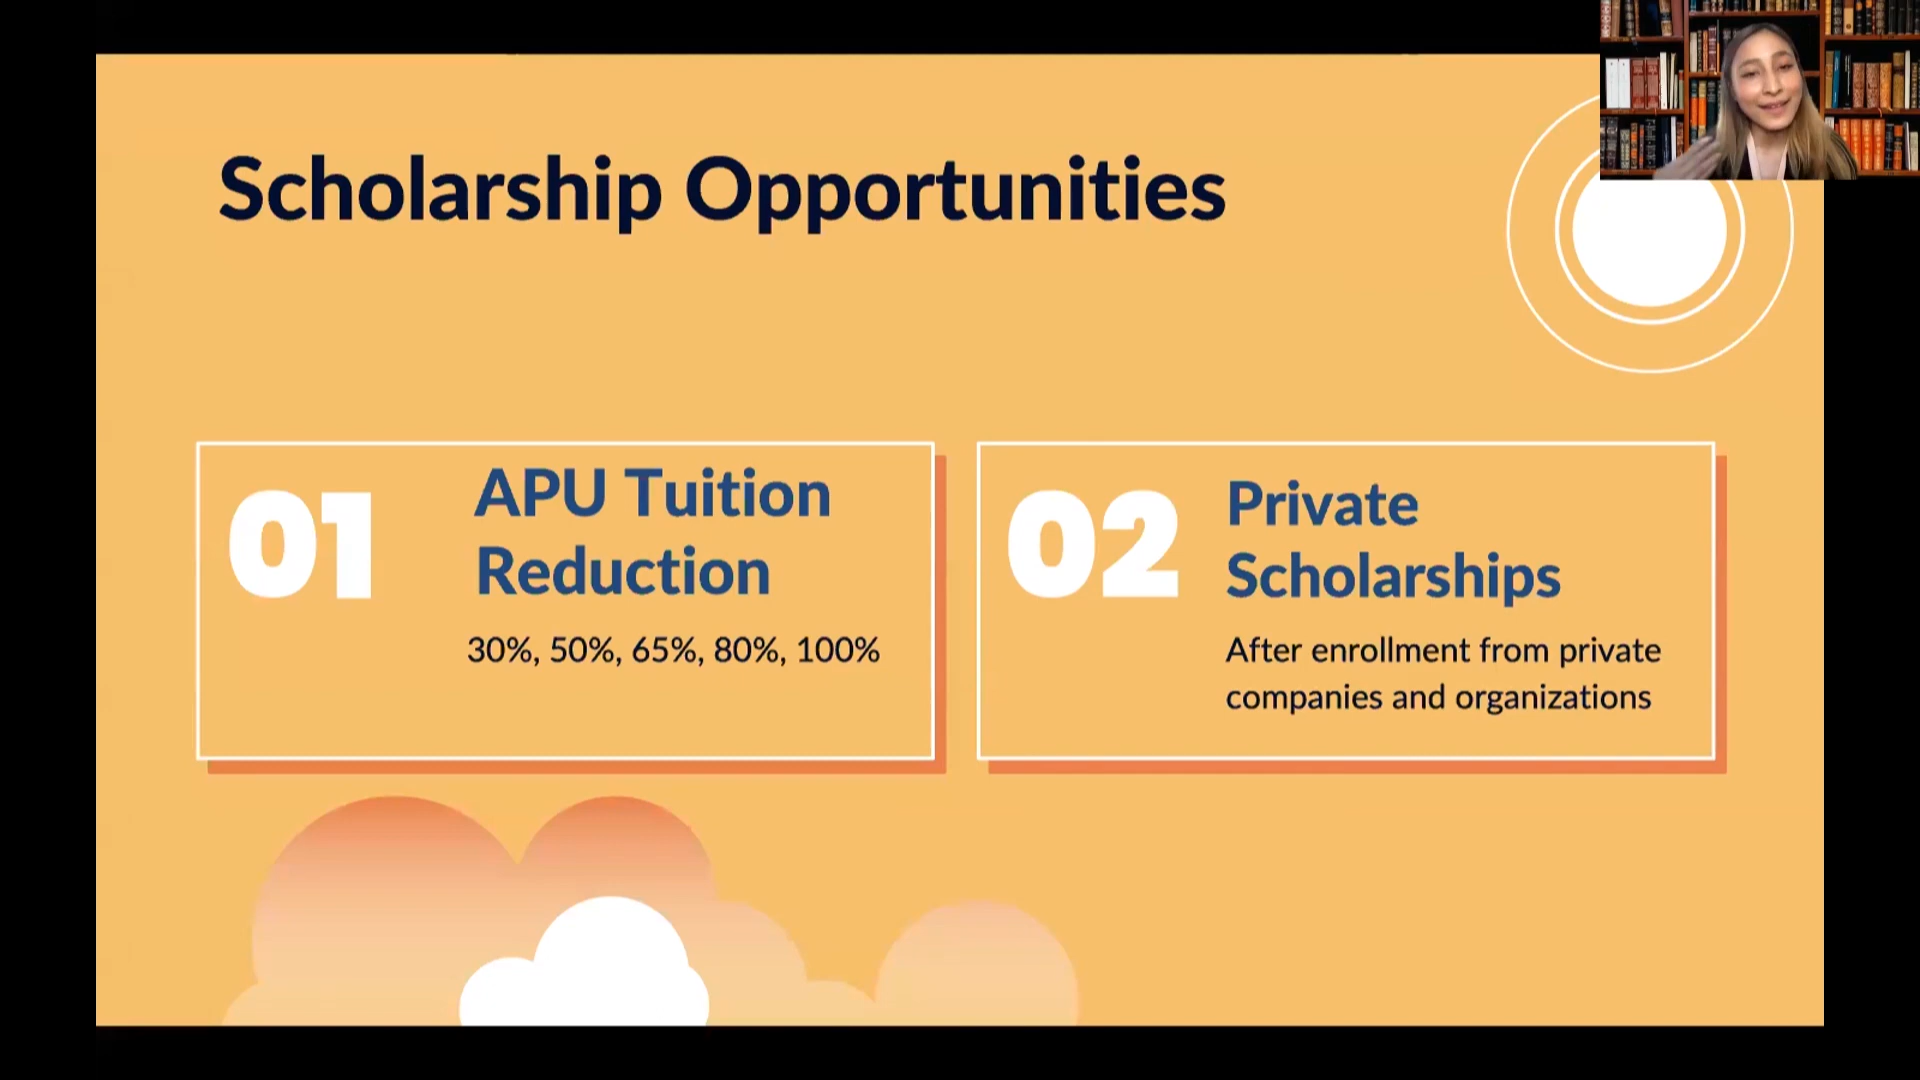 Scholarship Opportunities
01
APU Tuition
Reduction
30%, 50%, 65%, 80%, 100%
02
Private
Scholarships
After enrollment from private
companies and organizations